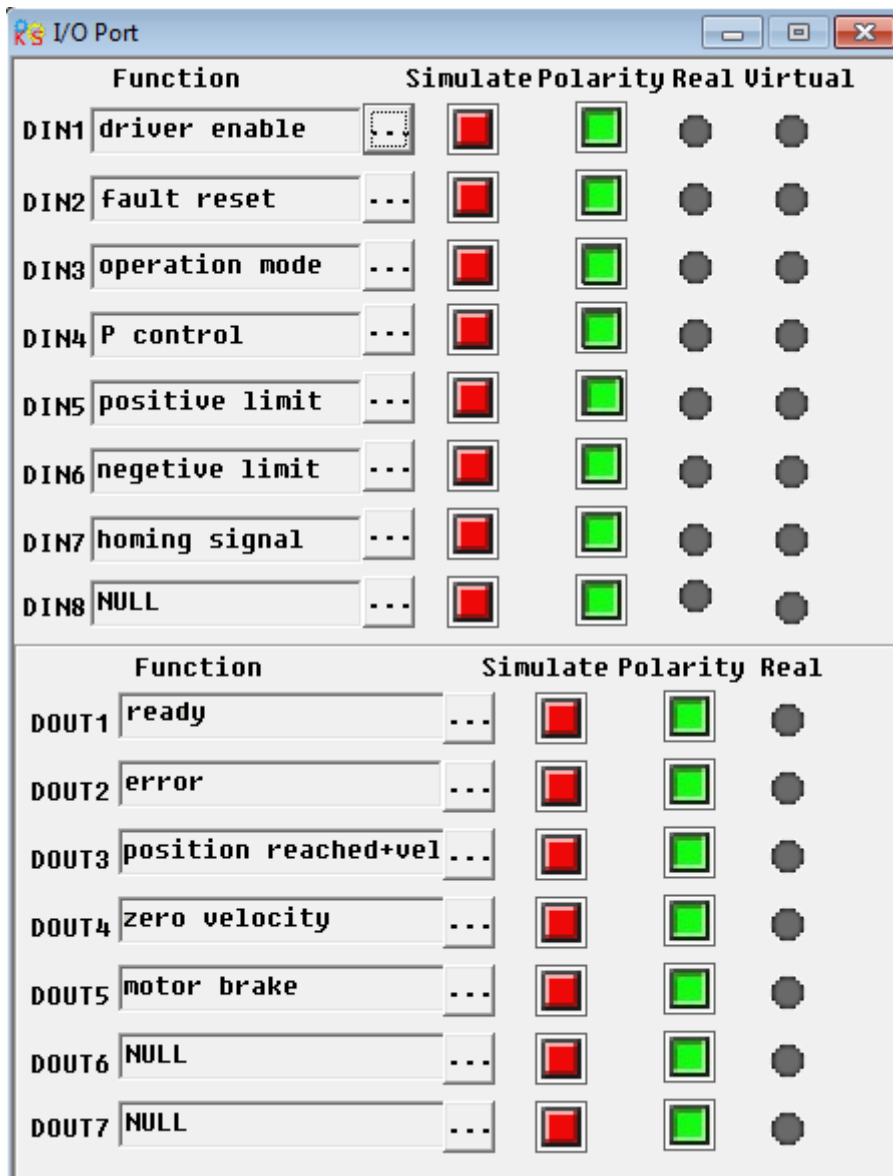 I/O Port
Function Simulate Polarity Real Virtual
DIN1 driver enable ...
DIN2 fault reset ...
DIN3 operation mode ...
DIN4 P control ...
DIN5 positive limit ...
DIN6 negetive limit ...
DIN7 homing signal ...
DIN8 NULL ...
Function Simulate Polarity Real
DOUT1 ready ...
DOUT2 error ...
DOUT3 position reached+vel ...
DOUT4 zero velocity ...
DOUT5 motor brake ...
DOUT6 NULL ...
DOUT7 NULL ...